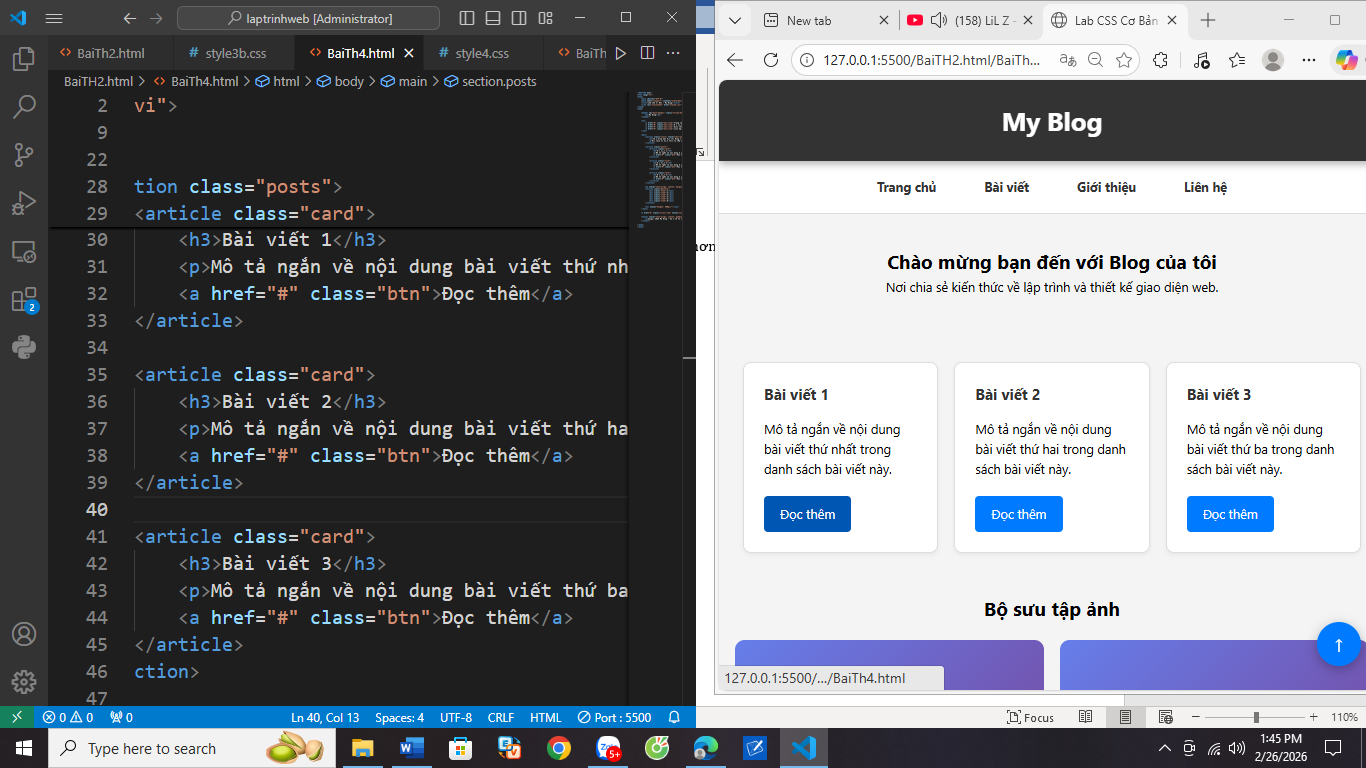 laptrinhweb [Administrator]
BaiTh2.html
style3b.css
BaiTh4.html
style4.css
BaiTh
BaiTH2.html > BaiTh4.html > html > body > main > section.posts
2 vi">
9
22
28 tion class="posts">
29 <article class="card">
30 <h3>Bài viết 1</h3>
31 <p>Mô tả ngắn về nội dung bài viết thứ nh
32 <a href="#" class="btn">Đọc thêm</a>
33 </article>
34
35 <article class="card">
36 <h3>Bài viết 2</h3>
37 <p>Mô tả ngắn về nội dung bài viết thứ ha
38 <a href="#" class="btn">Đọc thêm</a>
39 </article>
40
41 <article class="card">
42 <h3>Bài viết 3</h3>
43 <p>Mô tả ngắn về nội dung bài viết thứ ba
44 <a href="#" class="btn">Đọc thêm</a>
45 </article>
46 ction>
47
2
0 0 0
Ln 40, Col 13
Spaces: 4
UTF-8
CRLF
HTML
Port : 5500
New tab
(158) LiL Z -
Lab CSS Cơ Bản
127.0.0.1:5500/BaiTH2.html/BaiTh...
My Blog
Trang chủ
Bài viết
Giới thiệu
Liên hệ
Chào mừng bạn đến với Blog của tôi
Nơi chia sẻ kiến thức về lập trình và thiết kế giao diện web.
Bài viết 1
Mô tả ngắn về nội dung
bài viết thứ nhất trong
danh sách bài viết này.
Đọc thêm
Bài viết 2
Mô tả ngắn về nội dung
bài viết thứ hai trong danh
sách bài viết này.
Đọc thêm
Bài viết 3
Mô tả ngắn về nội dung
bài viết thứ ba trong danh
sách bài viết này.
Đọc thêm
Bộ sưu tập ảnh
↑
127.0.0.1:5500/.../BaiTh4.html
Focus
110%
Type here to search
5+
1:45 PM
2/26/2026